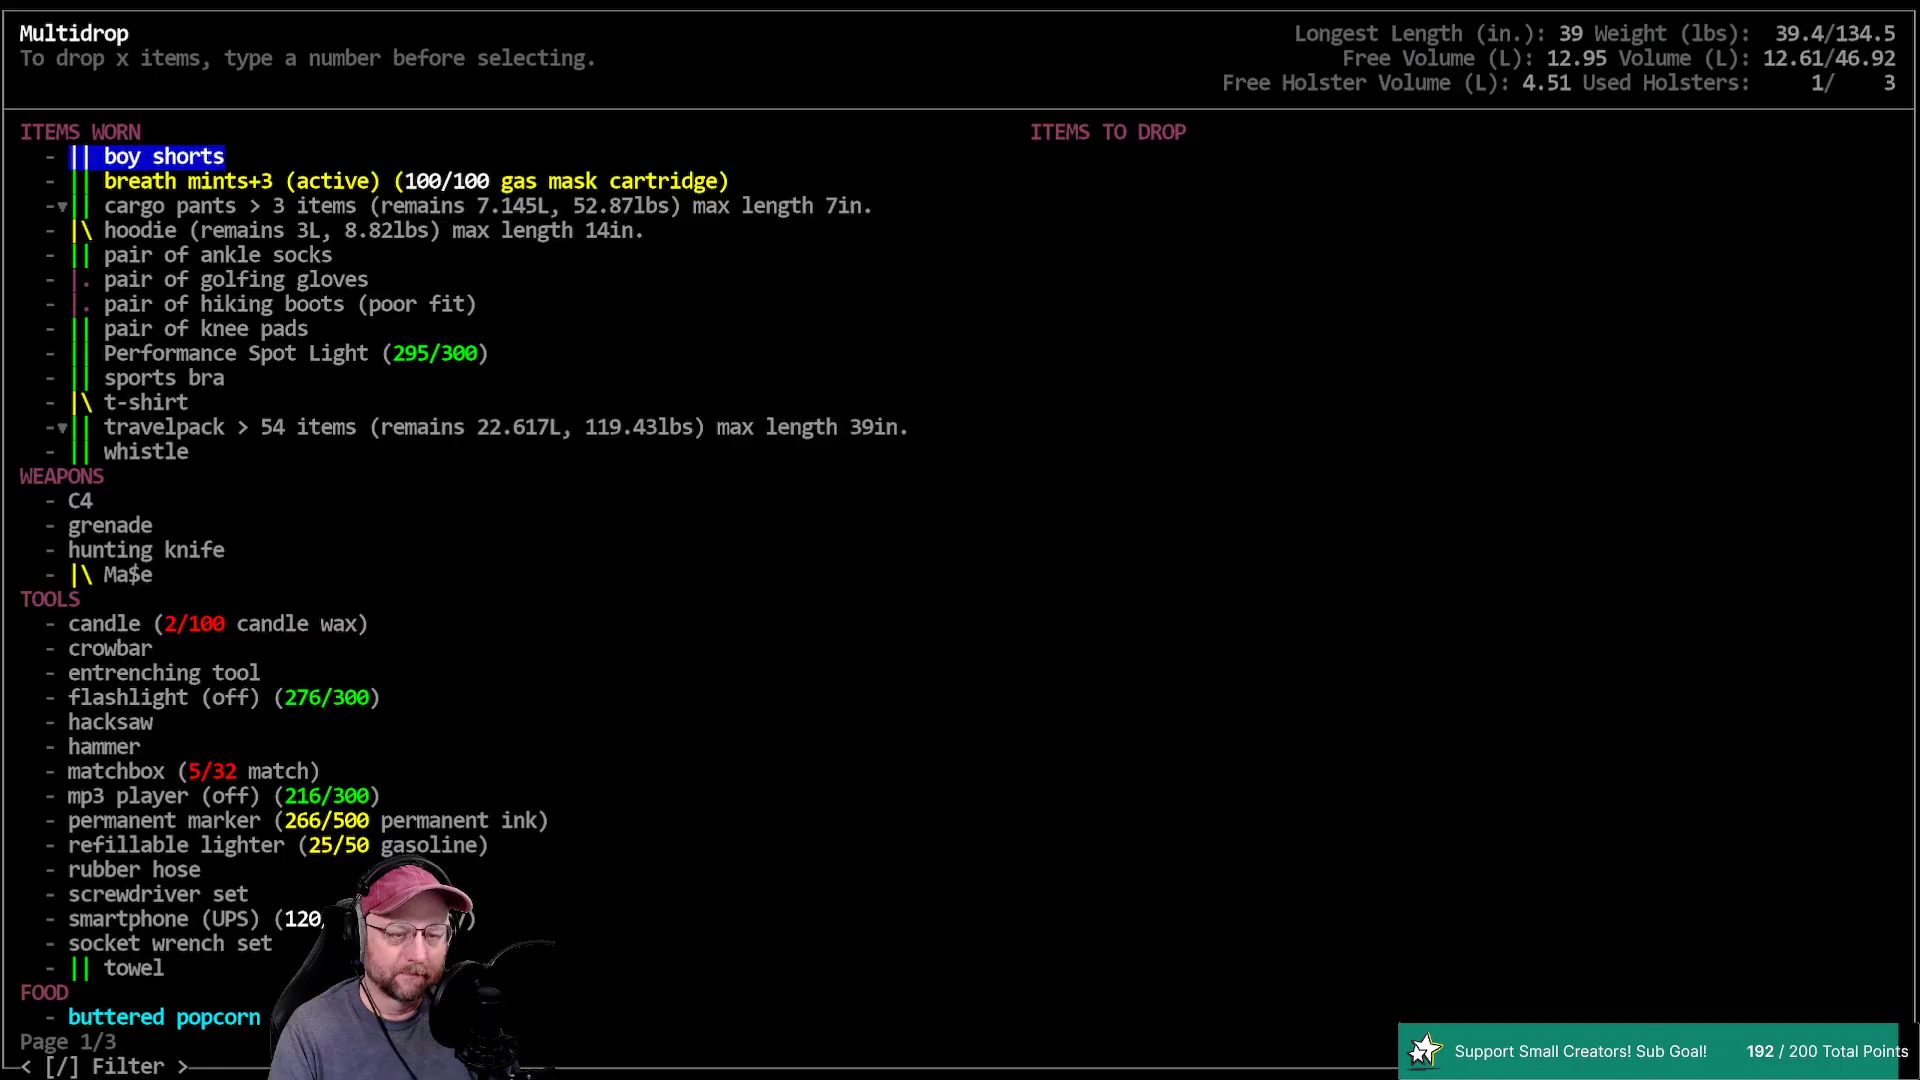 Multidrop
To drop x items, type a number before selecting.
Longest Length (in.): 39 Weight (lbs): 39.4/134.5
Free Volume (L): 12.95 Volume (L): 12.61/46.92
Free Holster Volume (L): 4.51 Used Holsters: 1/ 3
ITEMS WORN
- || boy shorts
- || breath mints+3 (active) (100/100 gas mask cartridge)
-▾|| cargo pants > 3 items (remains 7.145L, 52.87lbs) max length 7in.
- |\ hoodie (remains 3L, 8.82lbs) max length 14in.
- || pair of ankle socks
- |. pair of golfing gloves
- |. pair of hiking boots (poor fit)
- || pair of knee pads
- || Performance Spot Light (295/300)
- || sports bra
- |\ t-shirt
-▾|| travelpack > 54 items (remains 22.617L, 119.43lbs) max length 39in.
- || whistle
WEAPONS
- C4
- grenade
- hunting knife
- |\ Ma$e
TOOLS
- candle (2/100 candle wax)
- crowbar
- entrenching tool
- flashlight (off) (276/300)
- hacksaw
- hammer
- matchbox (5/32 match)
- mp3 player (off) (216/300)
- permanent marker (266/500 permanent ink)
- refillable lighter (25/50 gasoline)
- rubber hose
- screwdriver set
- smartphone (UPS) (120/
- socket wrench set
- || towel
FOOD
- buttered popcorn
Page 1/3
< [/] Filter >
ITEMS TO DROP
Support Small Creators! Sub Goal! 192 / 200 Total Points